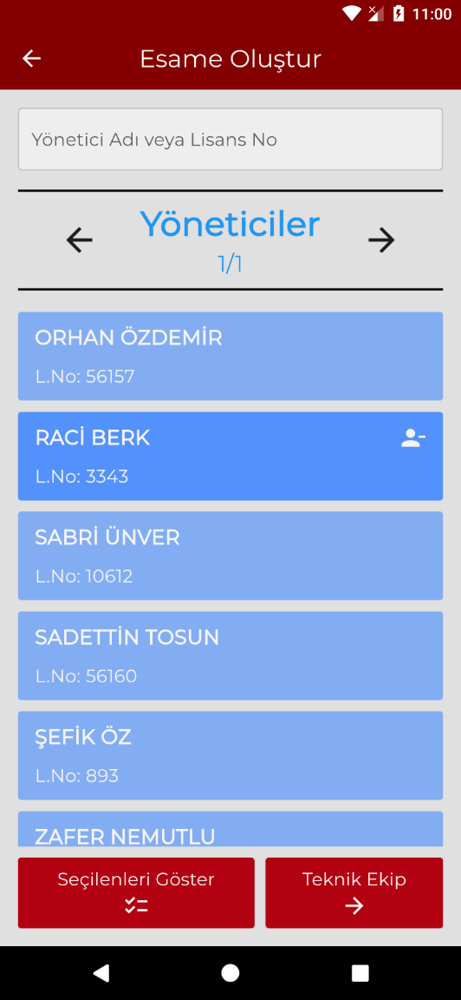 11:00
Esame Oluştur
Yönetici Adı veya Lisans No
Yöneticiler
1/1
ORHAN ÖZDEMİR
L.No: 56157
RACİ BERK
L.No: 3343
SABRİ ÜNVER
L.No: 10612
SADETTİN TOSUN
L.No: 56160
ŞEFİK ÖZ
L.No: 893
ZAFER NEMUTLU
Seçilenleri Göster
Teknik Ekip